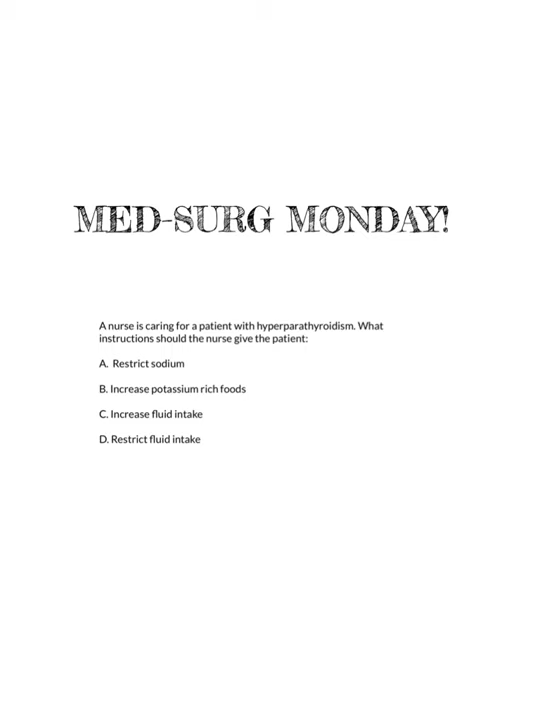 MED-SURG MONDAY!
A nurse is caring for a patient with hyperparathyroidism. What
instructions should the nurse give the patient:
A. Restrict sodium
B. Increase potassium rich foods
C. Increase fluid intake
D. Restrict fluid intake